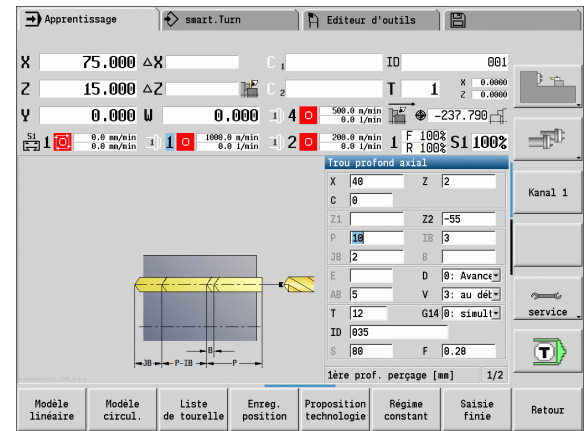 Apprentissage smart.Turn Editeur d'outils
X 75.000 ΔX C 1 ID 001
Z 15.000 ΔZ C 2 T 1 X 0.0000 Z 0.0000
Y 0.000 W 0.000 4 500.0 m/min 0.0 1/min -237.790
S1 1 0.0 mm/min 0.0 mm/min 1 1000.0 m/min 0.0 1/min 2 200.0 m/min 0.0 1/min 1 F 100% R 100% S1 100%
Trou profond axial
X 40 Z 2
C 0
Z1 Z2 -55
P 10 IB 3
JB 2 B
E D 0: Avance
AB 5 V 3: au dét
T 12 G14 0: simult
ID 035
S 80 F 0.28
1ère prof. perçage [mm] 1/2
B
JB P-IB P
Kanal 1
service
T
Modèle linéaire
Modèle circul.
Liste de tourelle
Enreg. position
Proposition technologie
Régime constant
Saisie finie
Retour